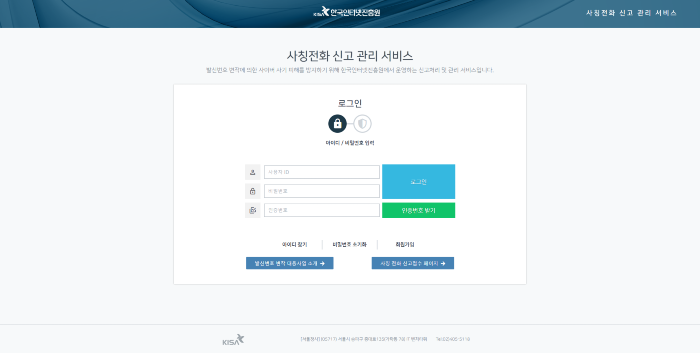 KISA 한국인터넷진흥원
사칭전화 신고 관리 서비스
사칭전화 신고 관리 서비스
발신번호 변작에 의한 사이버 사기 피해를 방지하기 위해 한국인터넷진흥원에서 운영하는 신고처리 및 관리 서비스입니다.
로그인
아이디 / 비밀번호 입력
사용자 ID
로그인
비밀번호
인증번호
인증번호 받기
아이디 찾기
비밀번호 초기화
회원가입
발신번호 변작 대응사업 소개 →
사칭 전화 신고접수 페이지 →
KISA